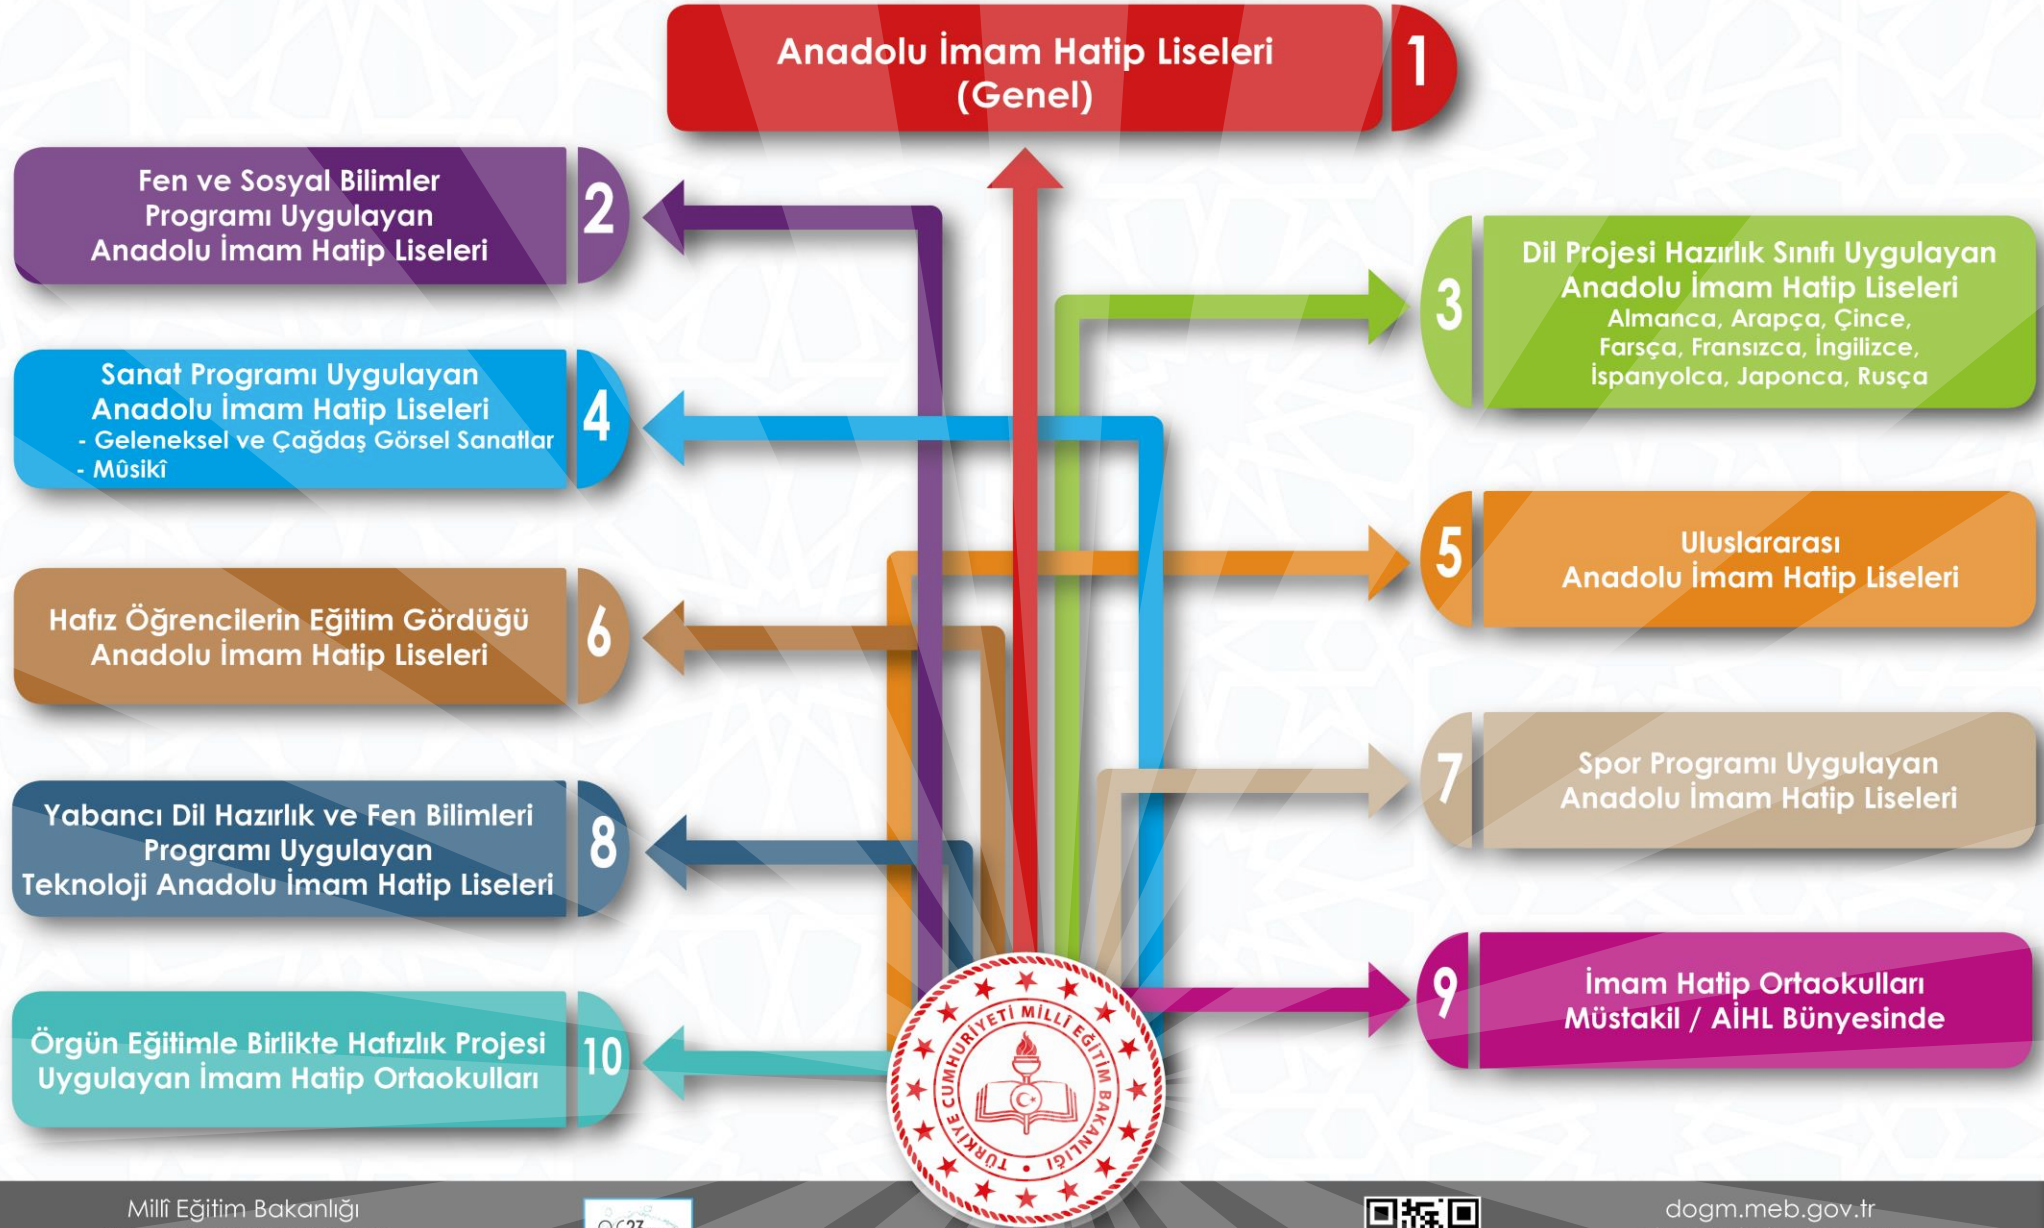 Anadolu İmam Hatip Liseleri
(Genel)
1
Fen ve Sosyal Bilimler
Programı Uygulayan
Anadolu İmam Hatip Liseleri
2
Dil Projesi Hazırlık Sınıfı Uygulayan
Anadolu İmam Hatip Liseleri
Almanca, Arapça, Çince,
Farsça, Fransızca, İngilizce,
İspanyolca, Japonca, Rusça
3
Sanat Programı Uygulayan
Anadolu İmam Hatip Liseleri
- Geleneksel ve Çağdaş Görsel Sanatlar
- Mûsikî
4
Uluslararası
Anadolu İmam Hatip Liseleri
5
Hafız Öğrencilerin Eğitim Gördüğü
Anadolu İmam Hatip Liseleri
6
Spor Programı Uygulayan
Anadolu İmam Hatip Liseleri
7
Yabancı Dil Hazırlık ve Fen Bilimleri
Programı Uygulayan
Teknoloji Anadolu İmam Hatip Liseleri
8
İmam Hatip Ortaokulları
Müstakil / AİHL Bünyesinde
9
Örgün Eğitimle Birlikte Hafızlık Projesi
Uygulayan İmam Hatip Ortaokulları
10
TÜRKİYE CUMHURİYETİ MİLLÎ EĞİTİM BAKANLIĞI
Millî Eğitim Bakanlığı
dogm.meb.gov.tr